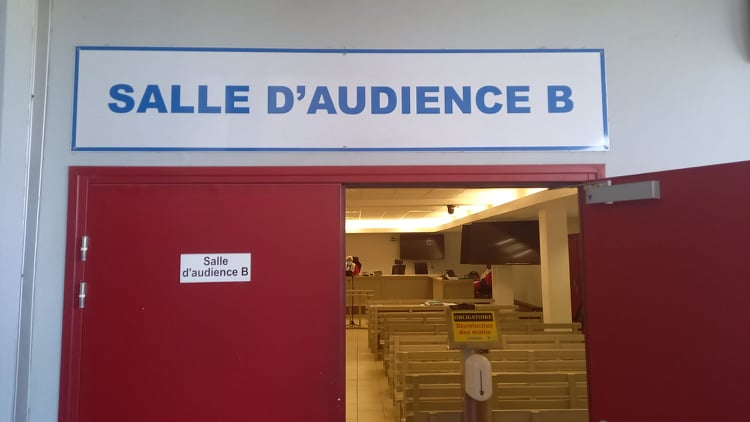 SALLE D'AUDIENCE B
Salle
d'audience B
OBLIGATOIRE
Désinfection
des mains